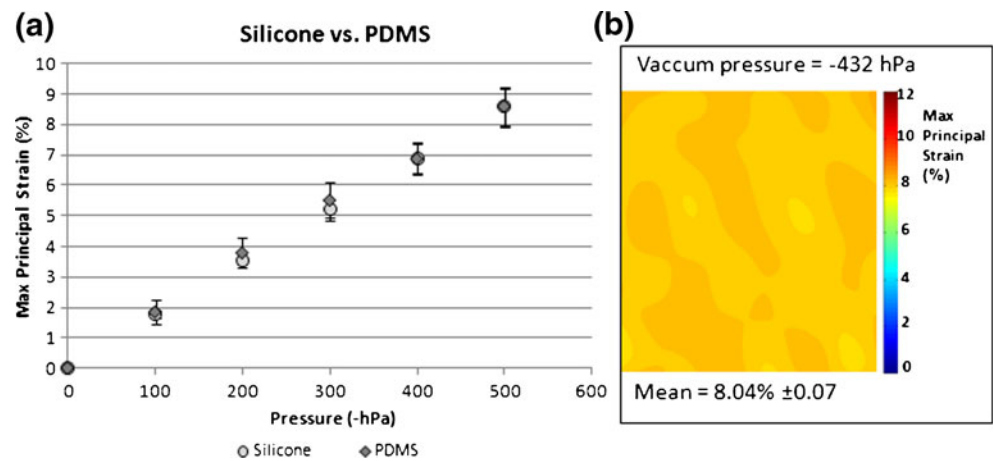 (a)
Silicone vs. PDMS
Max Principal Strain (%)
10
9
8
7
6
5
4
3
2
1
0
0 100 200 300 400 500 600
Pressure (-hPa)
Silicone PDMS
(b)
Vaccum pressure = -432 hPa
12
10
8
6
4
2
0
Max
Principal
Strain
(%)
Mean = 8.04% ±0.07